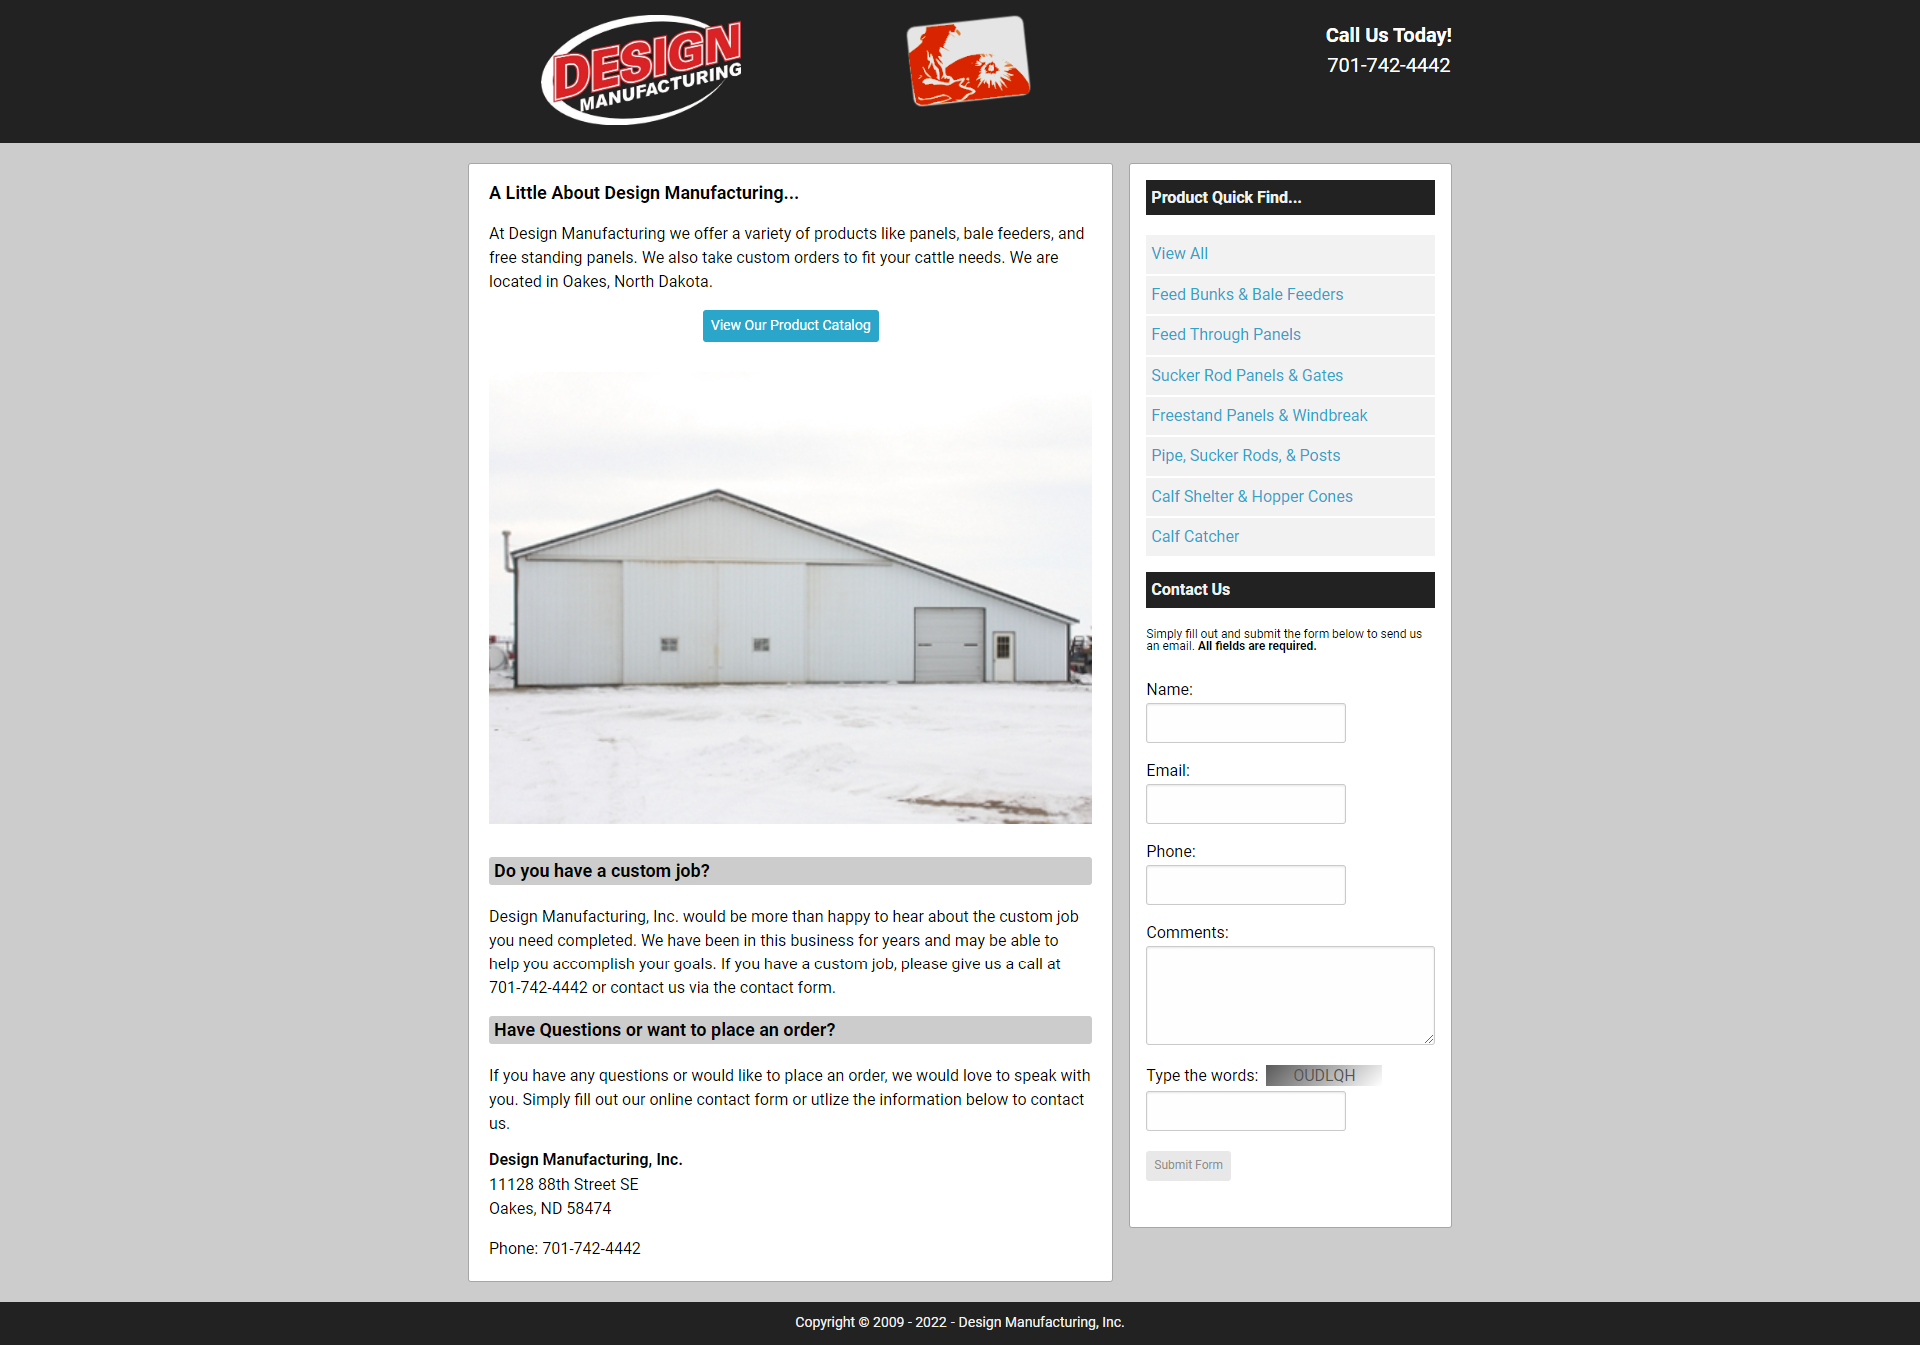 DESIGN
MANUFACTURING
Call Us Today!
701-742-4442
A Little About Design Manufacturing...
At Design Manufacturing we offer a variety of products like panels, bale feeders, and
free standing panels. We also take custom orders to fit your cattle needs. We are
located in Oakes, North Dakota.
View Our Product Catalog
Do you have a custom job?
Design Manufacturing, Inc. would be more than happy to hear about the custom job
you need completed. We have been in this business for years and may be able to
help you accomplish your goals. If you have a custom job, please give us a call at
701-742-4442 or contact us via the contact form.
Have Questions or want to place an order?
If you have any questions or would like to place an order, we would love to speak with
you. Simply fill out our online contact form or utlize the information below to contact
us.
Design Manufacturing, Inc.
11128 88th Street SE
Oakes, ND 58474
Phone: 701-742-4442
Product Quick Find...
View All
Feed Bunks & Bale Feeders
Feed Through Panels
Sucker Rod Panels & Gates
Freestand Panels & Windbreak
Pipe, Sucker Rods, & Posts
Calf Shelter & Hopper Cones
Calf Catcher
Contact Us
Simply fill out and submit the form below to send us
an email. All fields are required.
Name:
Email:
Phone:
Comments:
Type the words: OUDLQH
Submit Form
Copyright © 2009 - 2022 - Design Manufacturing, Inc.